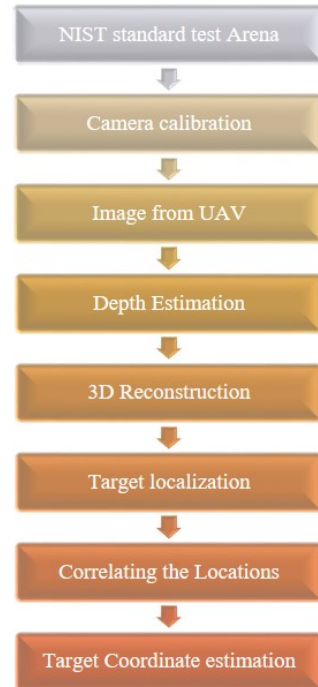 NIST standard test Arena
Camera calibration
Image from UAV
Depth Estimation
3D Reconstruction
Target localization
Correlating the Locations
Target Coordinate estimation